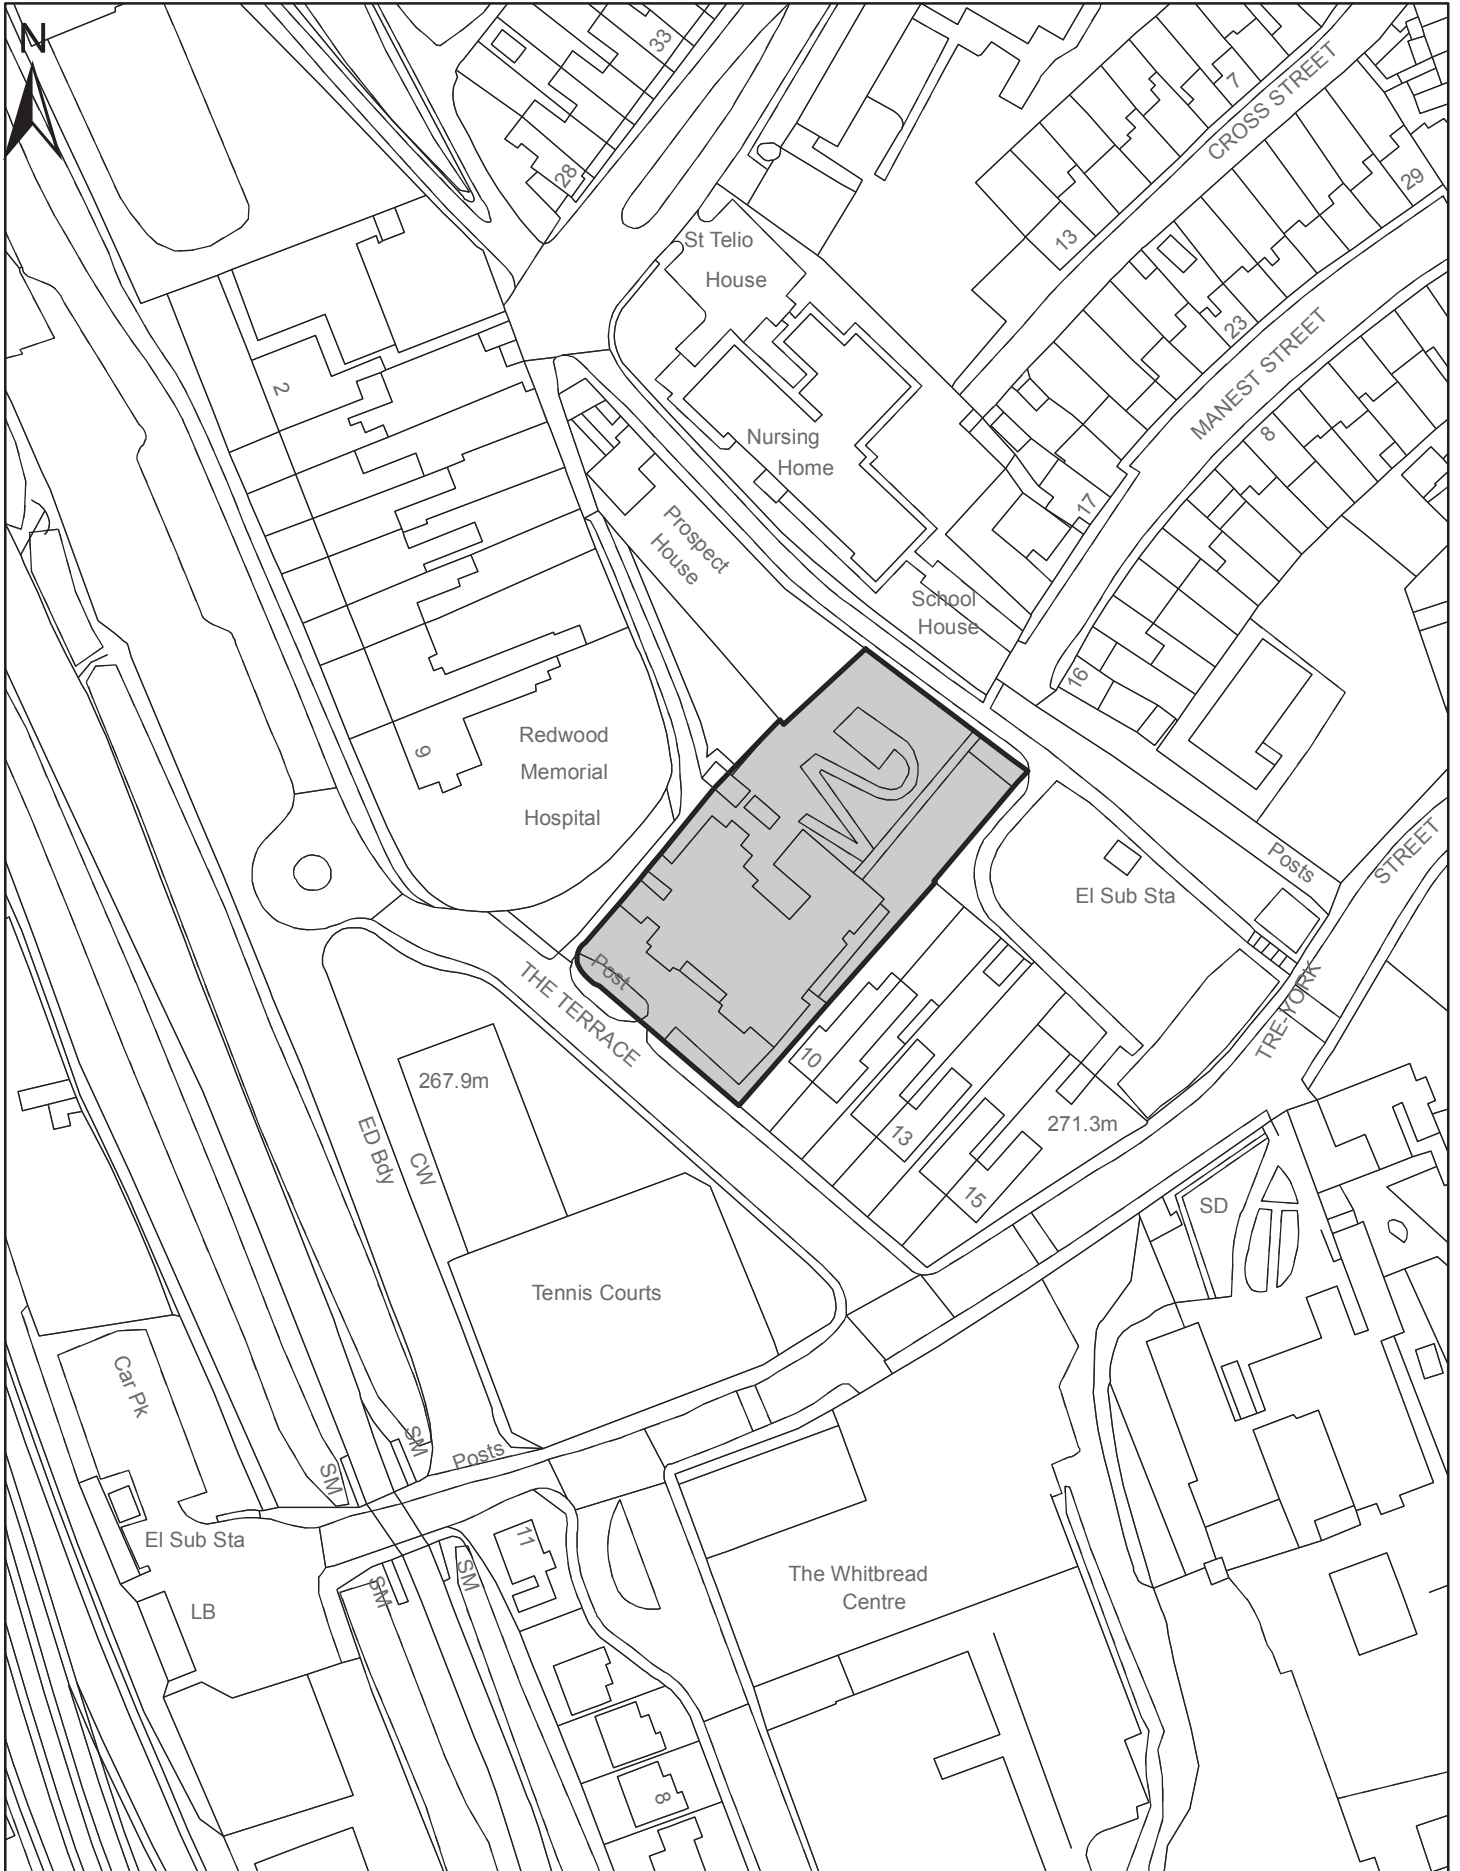 N
33
7
CROSS STREET
28
29
13
St Telio
House
23
MANEST STREET
2
8
Nursing
Home
17
Prospect
House
School
House
16
Redwood
Memorial
Hospital
9
Posts
STREET
El Sub Sta
Post
THE TERRACE
TRE-YORK
10
267.9m
13
271.3m
ED Bdy
CW
15
SD
Tennis Courts
Car Pk
SM
SM
Posts
El Sub Sta
11
SM
SM
The Whitbread
Centre
LB
8